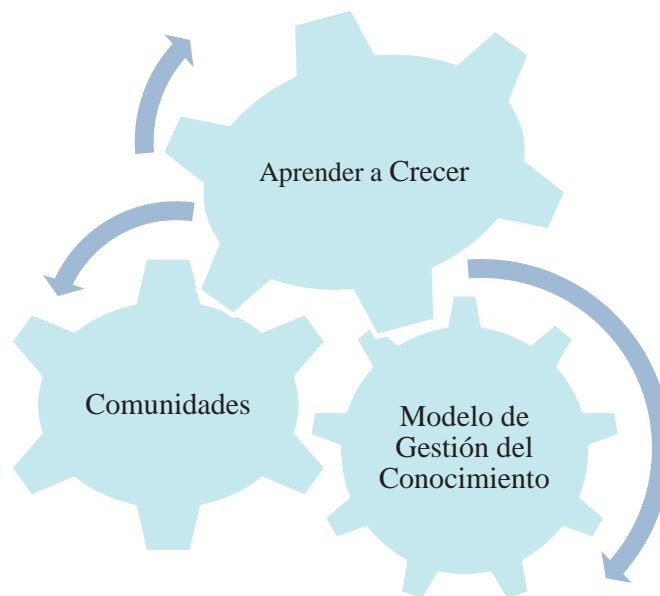 Aprender a Crecer
Comunidades
Modelo de
Gestión del
Conocimiento